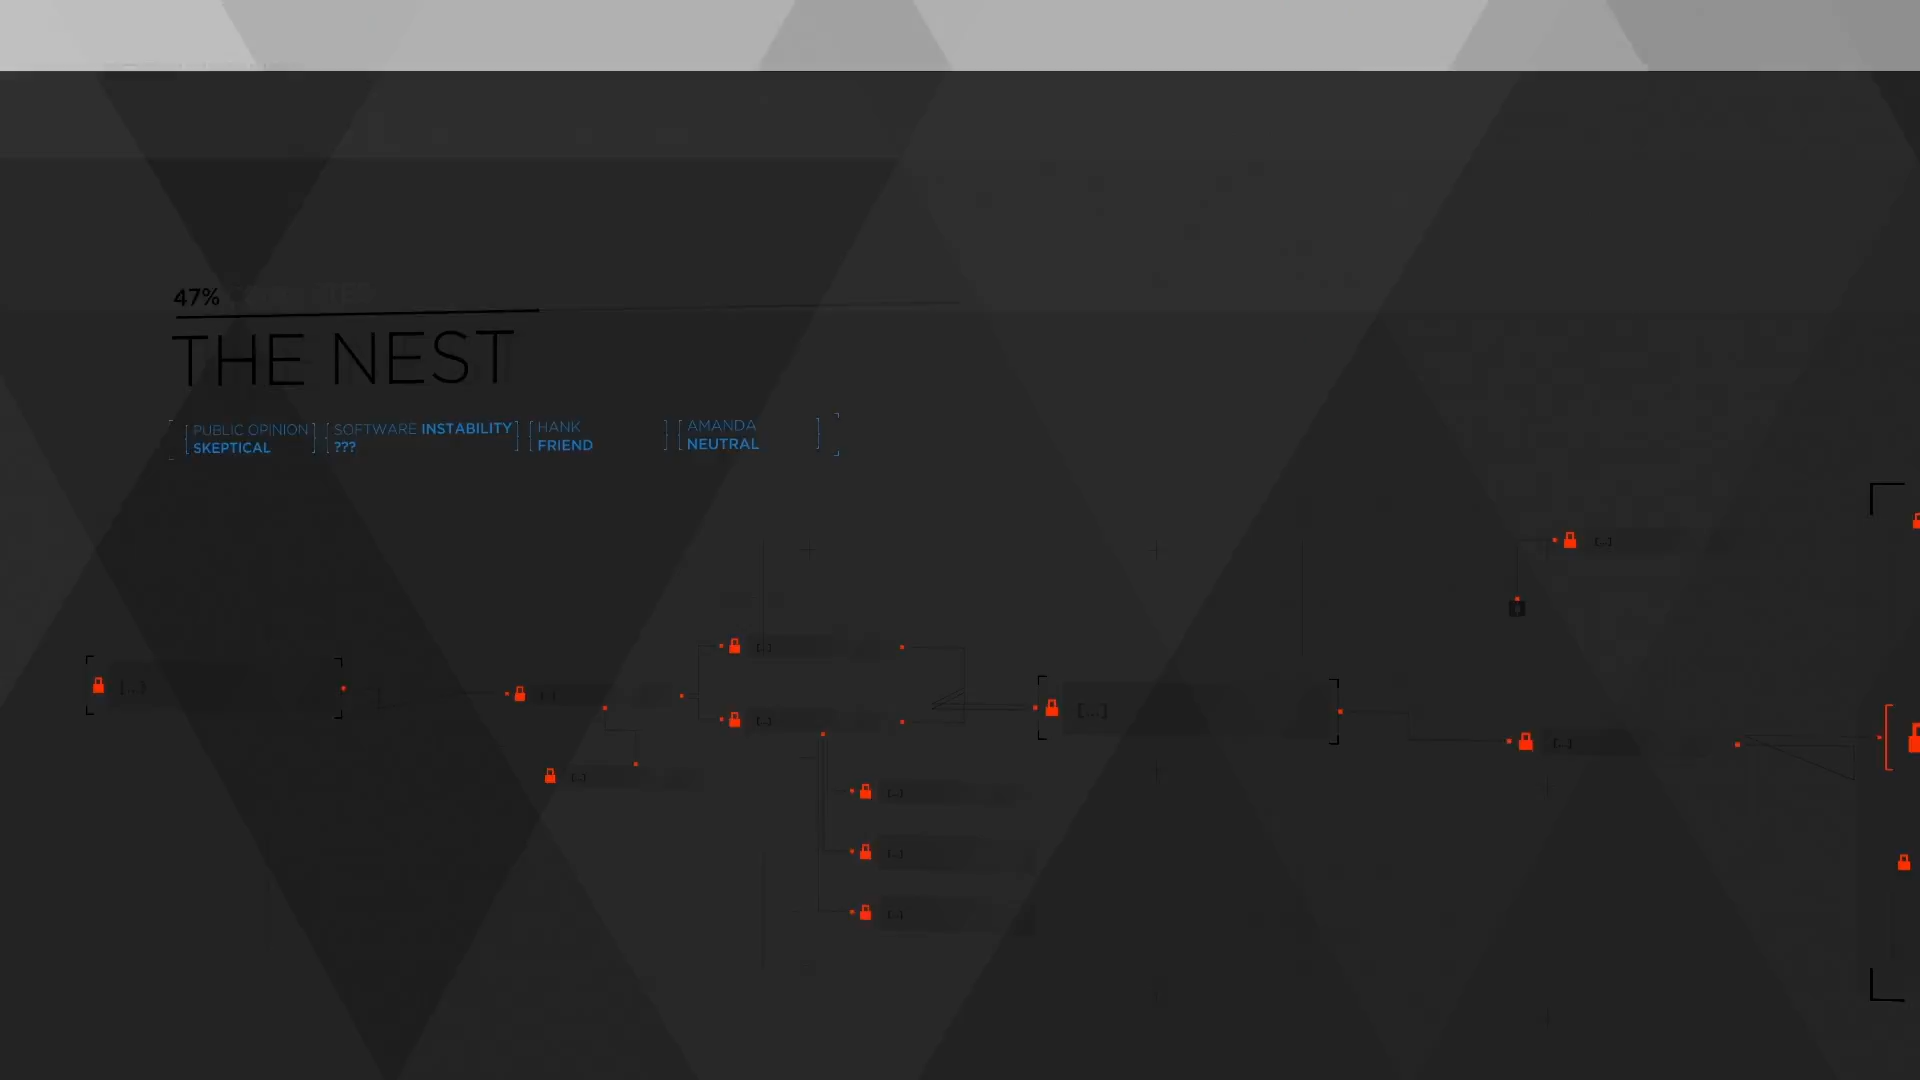 47%
THE NEST
PUBLIC OPINION
SKEPTICAL
SOFTWARE INSTABILITY
???
HANK
FRIEND
AMANDA
NEUTRAL
[...]
[...]
[...]
[...]
[...]
[...]
[...]
[...]
[...]
[...]
[...]